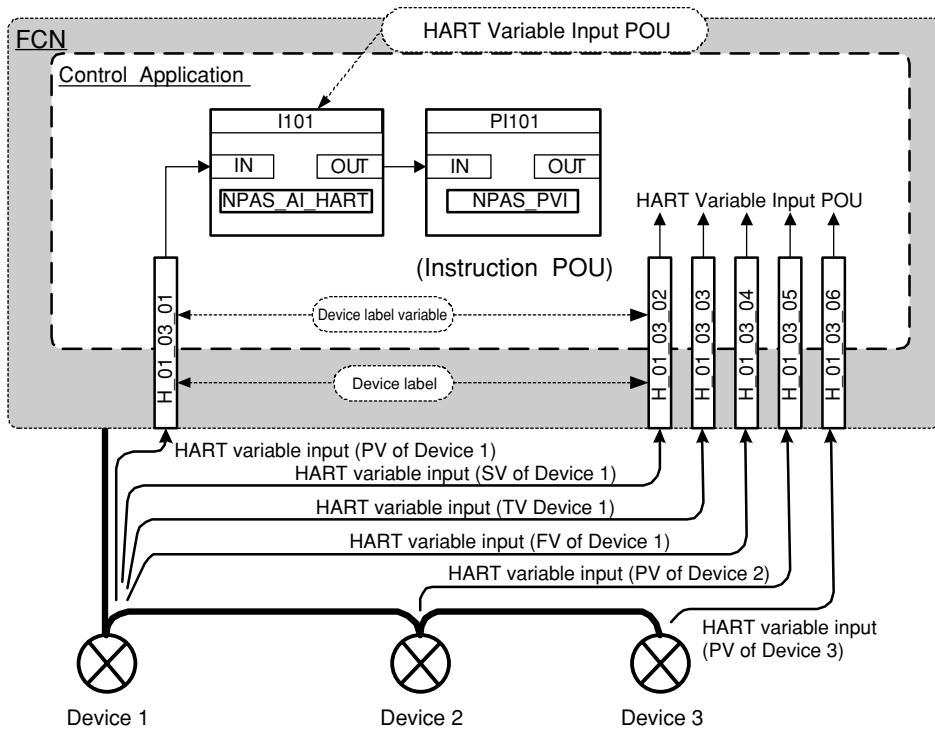 FCN
HART Variable Input POU
Control Application
I101
PI101
IN
OUT
IN
OUT
NPAS_AI_HART
NPAS_PVI
HART Variable Input POU
(Instruction POU)
H_01_03_01
Device label variable
H_01_03_02
H_01_03_03
H_01_03_04
H_01_03_05
H_01_03_06
Device label
HART variable input (PV of Device 1)
HART variable input (SV of Device 1)
HART variable input (TV Device 1)
HART variable input (FV of Device 1)
HART variable input (PV of Device 2)
HART variable input
(PV of Device 3)
Device 1
Device 2
Device 3